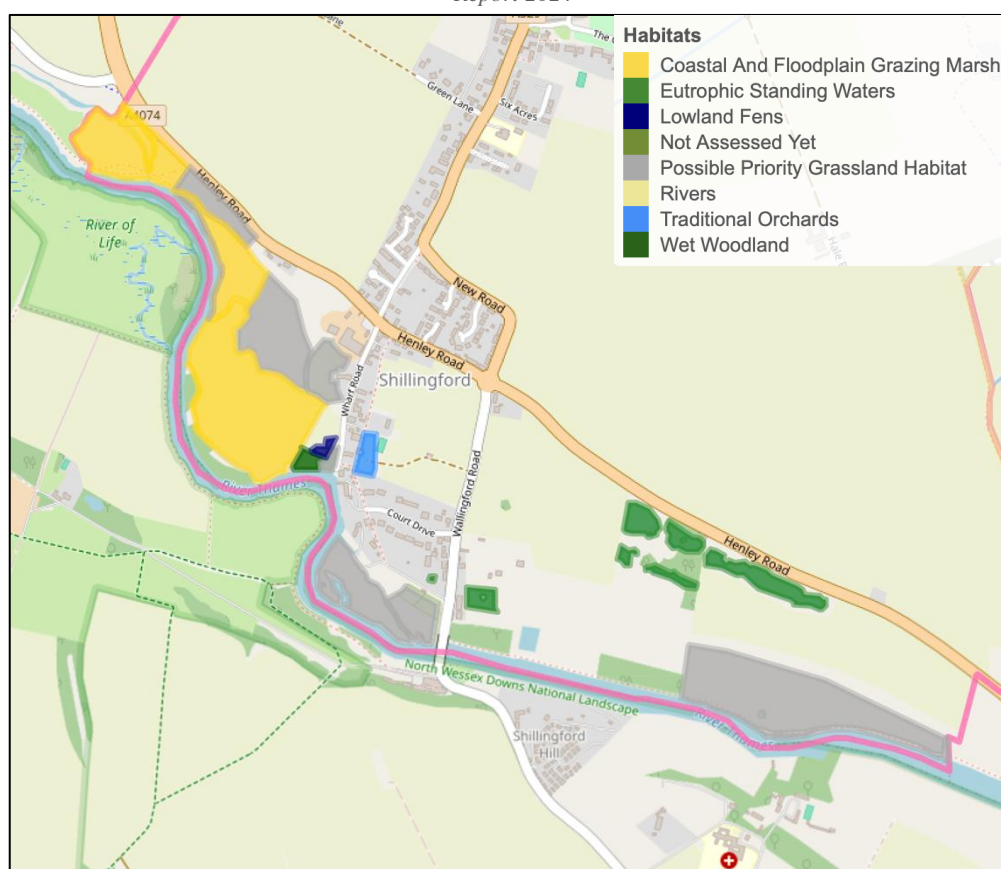 Habitats
Coastal And Floodplain Grazing Marsh
Eutrophic Standing Waters
Lowland Fens
Not Assessed Yet
Possible Priority Grassland Habitat
Rivers
Traditional Orchards
Wet Woodland
Green Lane
Six Acres
A4074
Henley Road
River of
Life
New Road
Henley Road
Shillingford
Wharf Road
River Thames
Wallingford Road
Court Drive
Henley Road
North Wessex Downs National Landscape
River Thames
Shillingford
Hill